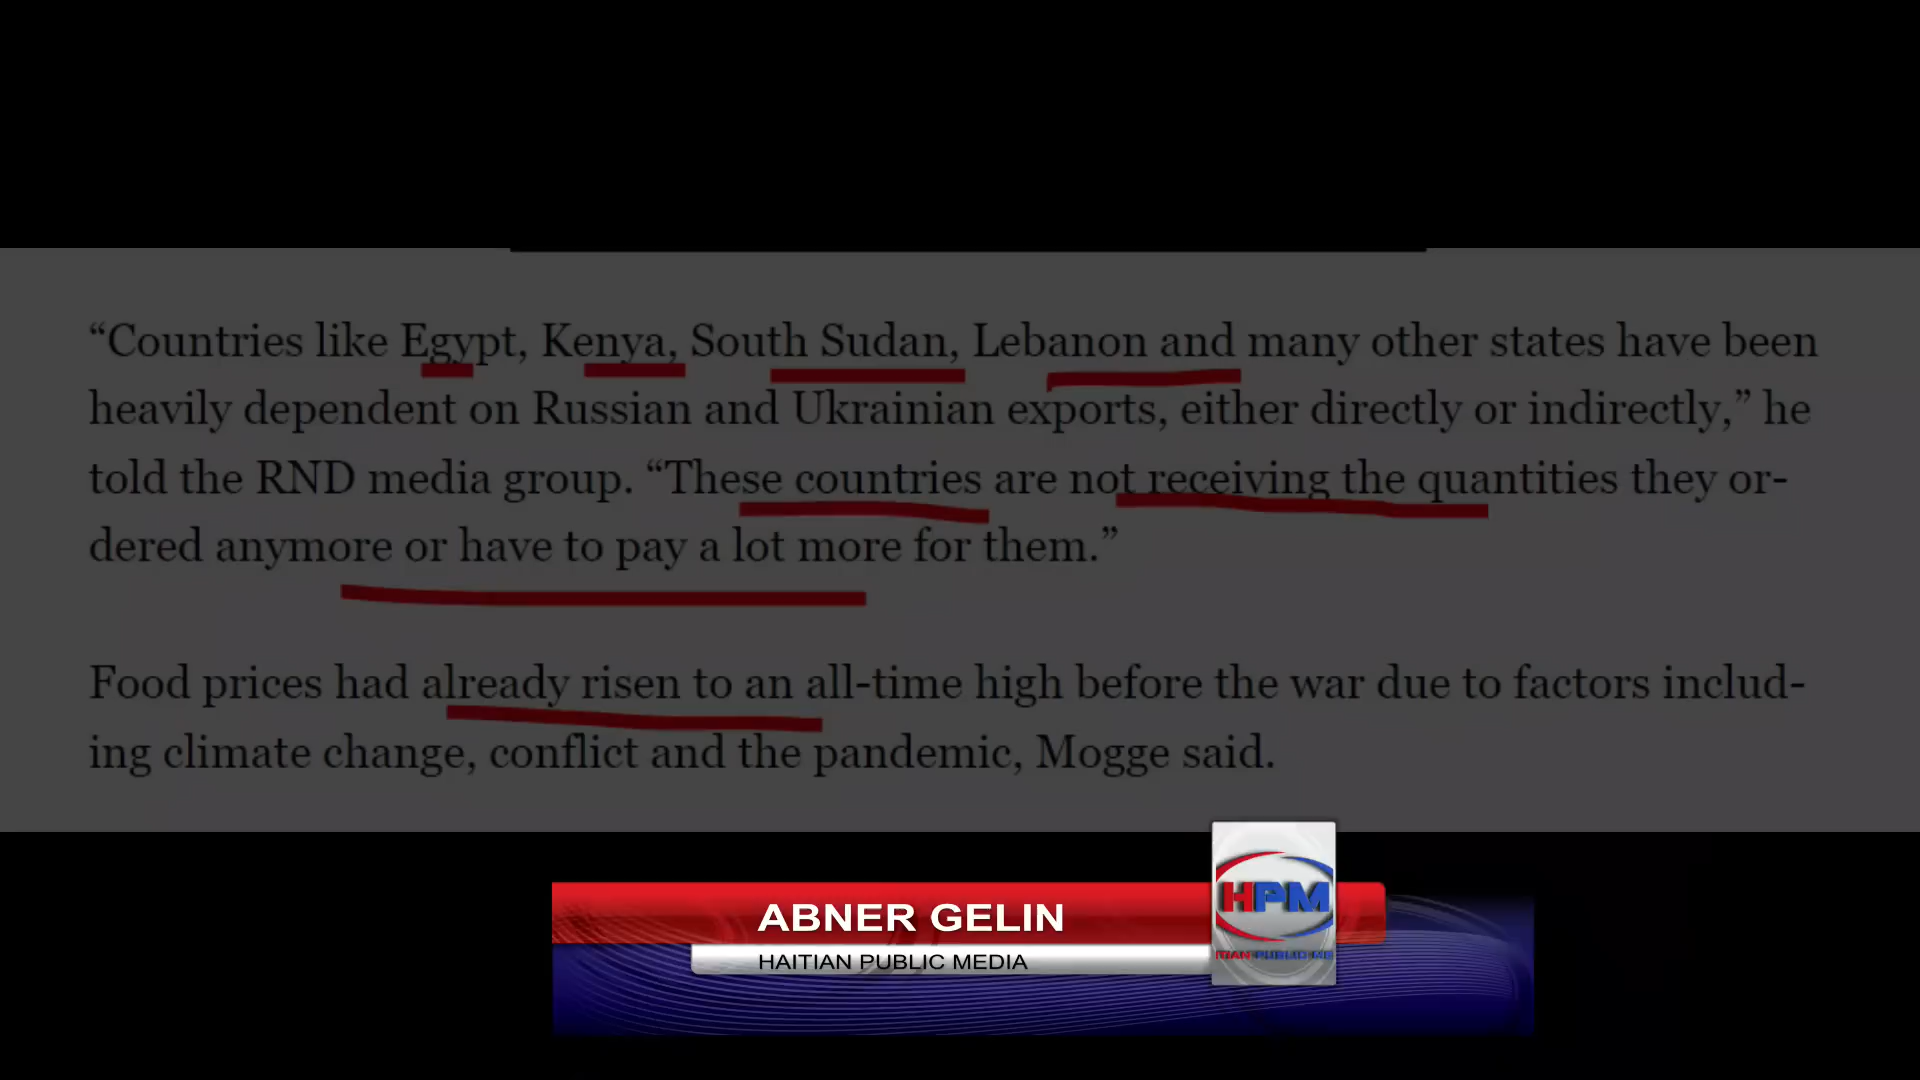 “Countries like Egypt, Kenya, South Sudan, Lebanon and many other states have been
heavily dependent on Russian and Ukrainian exports, either directly or indirectly,” he
told the RND media group. “These countries are not receiving the quantities they or-
dered anymore or have to pay a lot more for them.”
Food prices had already risen to an all-time high before the war due to factors includ-
ing climate change, conflict and the pandemic, Mogge said.
HPM
ITIAN PUBLIC ME
ABNER GELIN
HAITIAN PUBLIC MEDIA